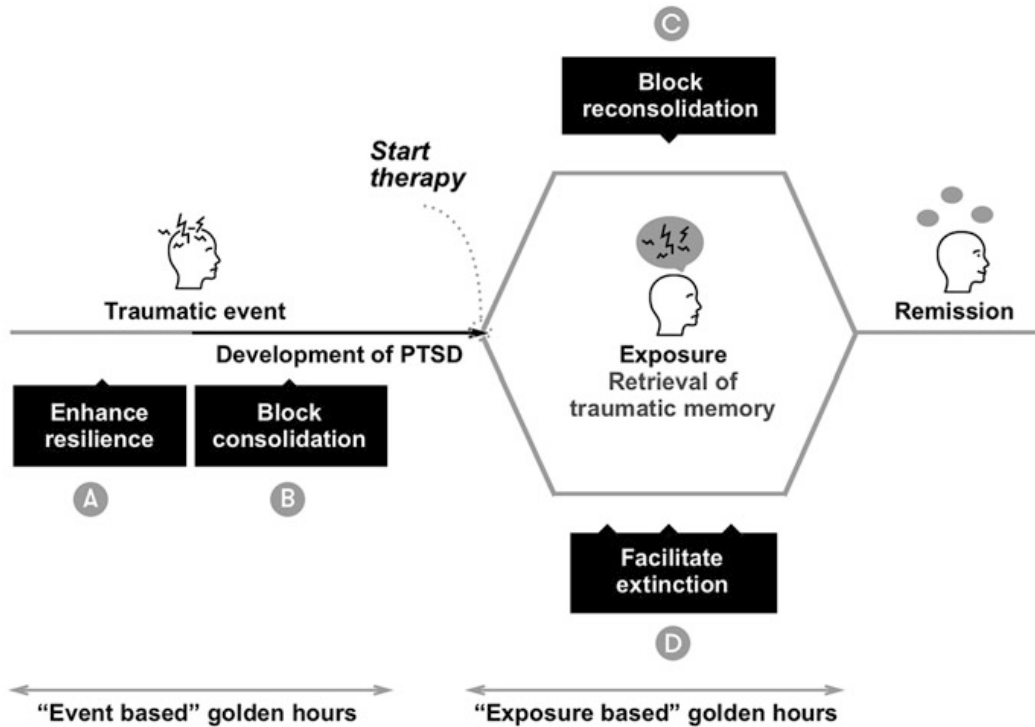 C
Block
reconsolidation
Start
therapy
Traumatic event
Remission
Development of PTSD
Exposure
Retrieval of
traumatic memory
Enhance
resilience
Block
consolidation
A
B
Facilitate
extinction
D
“Event based” golden hours
“Exposure based” golden hours